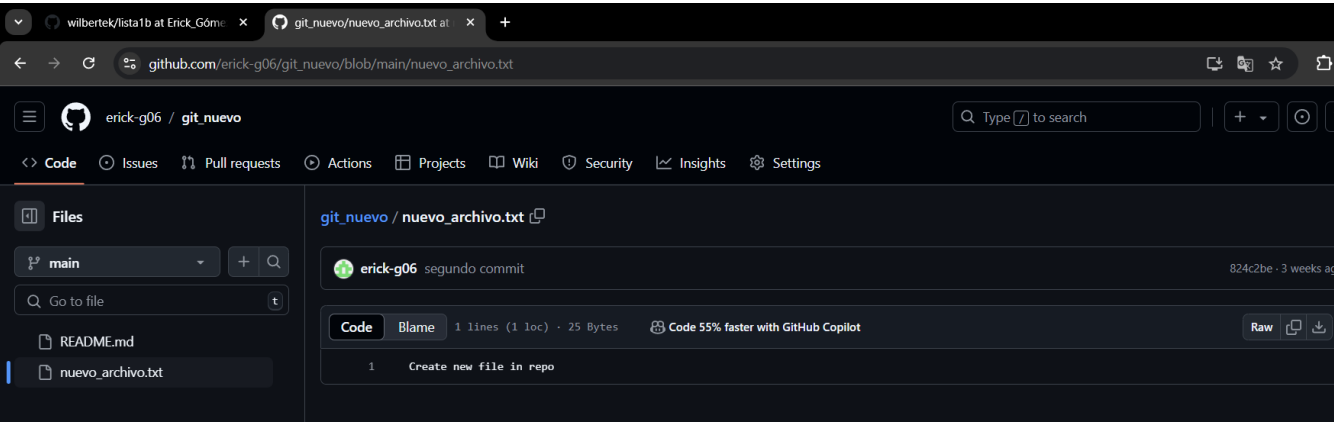 wilbertek/lista1b at Erick_Góme
git_nuevo/nuevo_archivo.txt at
github.com/erick-g06/git_nuevo/blob/main/nuevo_archivo.txt
erick-g06 / git_nuevo
Type / to search
Code Issues Pull requests Actions Projects Wiki Security Insights Settings
Files
git_nuevo / nuevo_archivo.txt
main
erick-g06 segundo commit
824c2be · 3 weeks ag
Go to file t
Code Blame 1 lines (1 loc) · 25 Bytes Code 55% faster with GitHub Copilot Raw
README.md
nuevo_archivo.txt
1 Create new file in repo